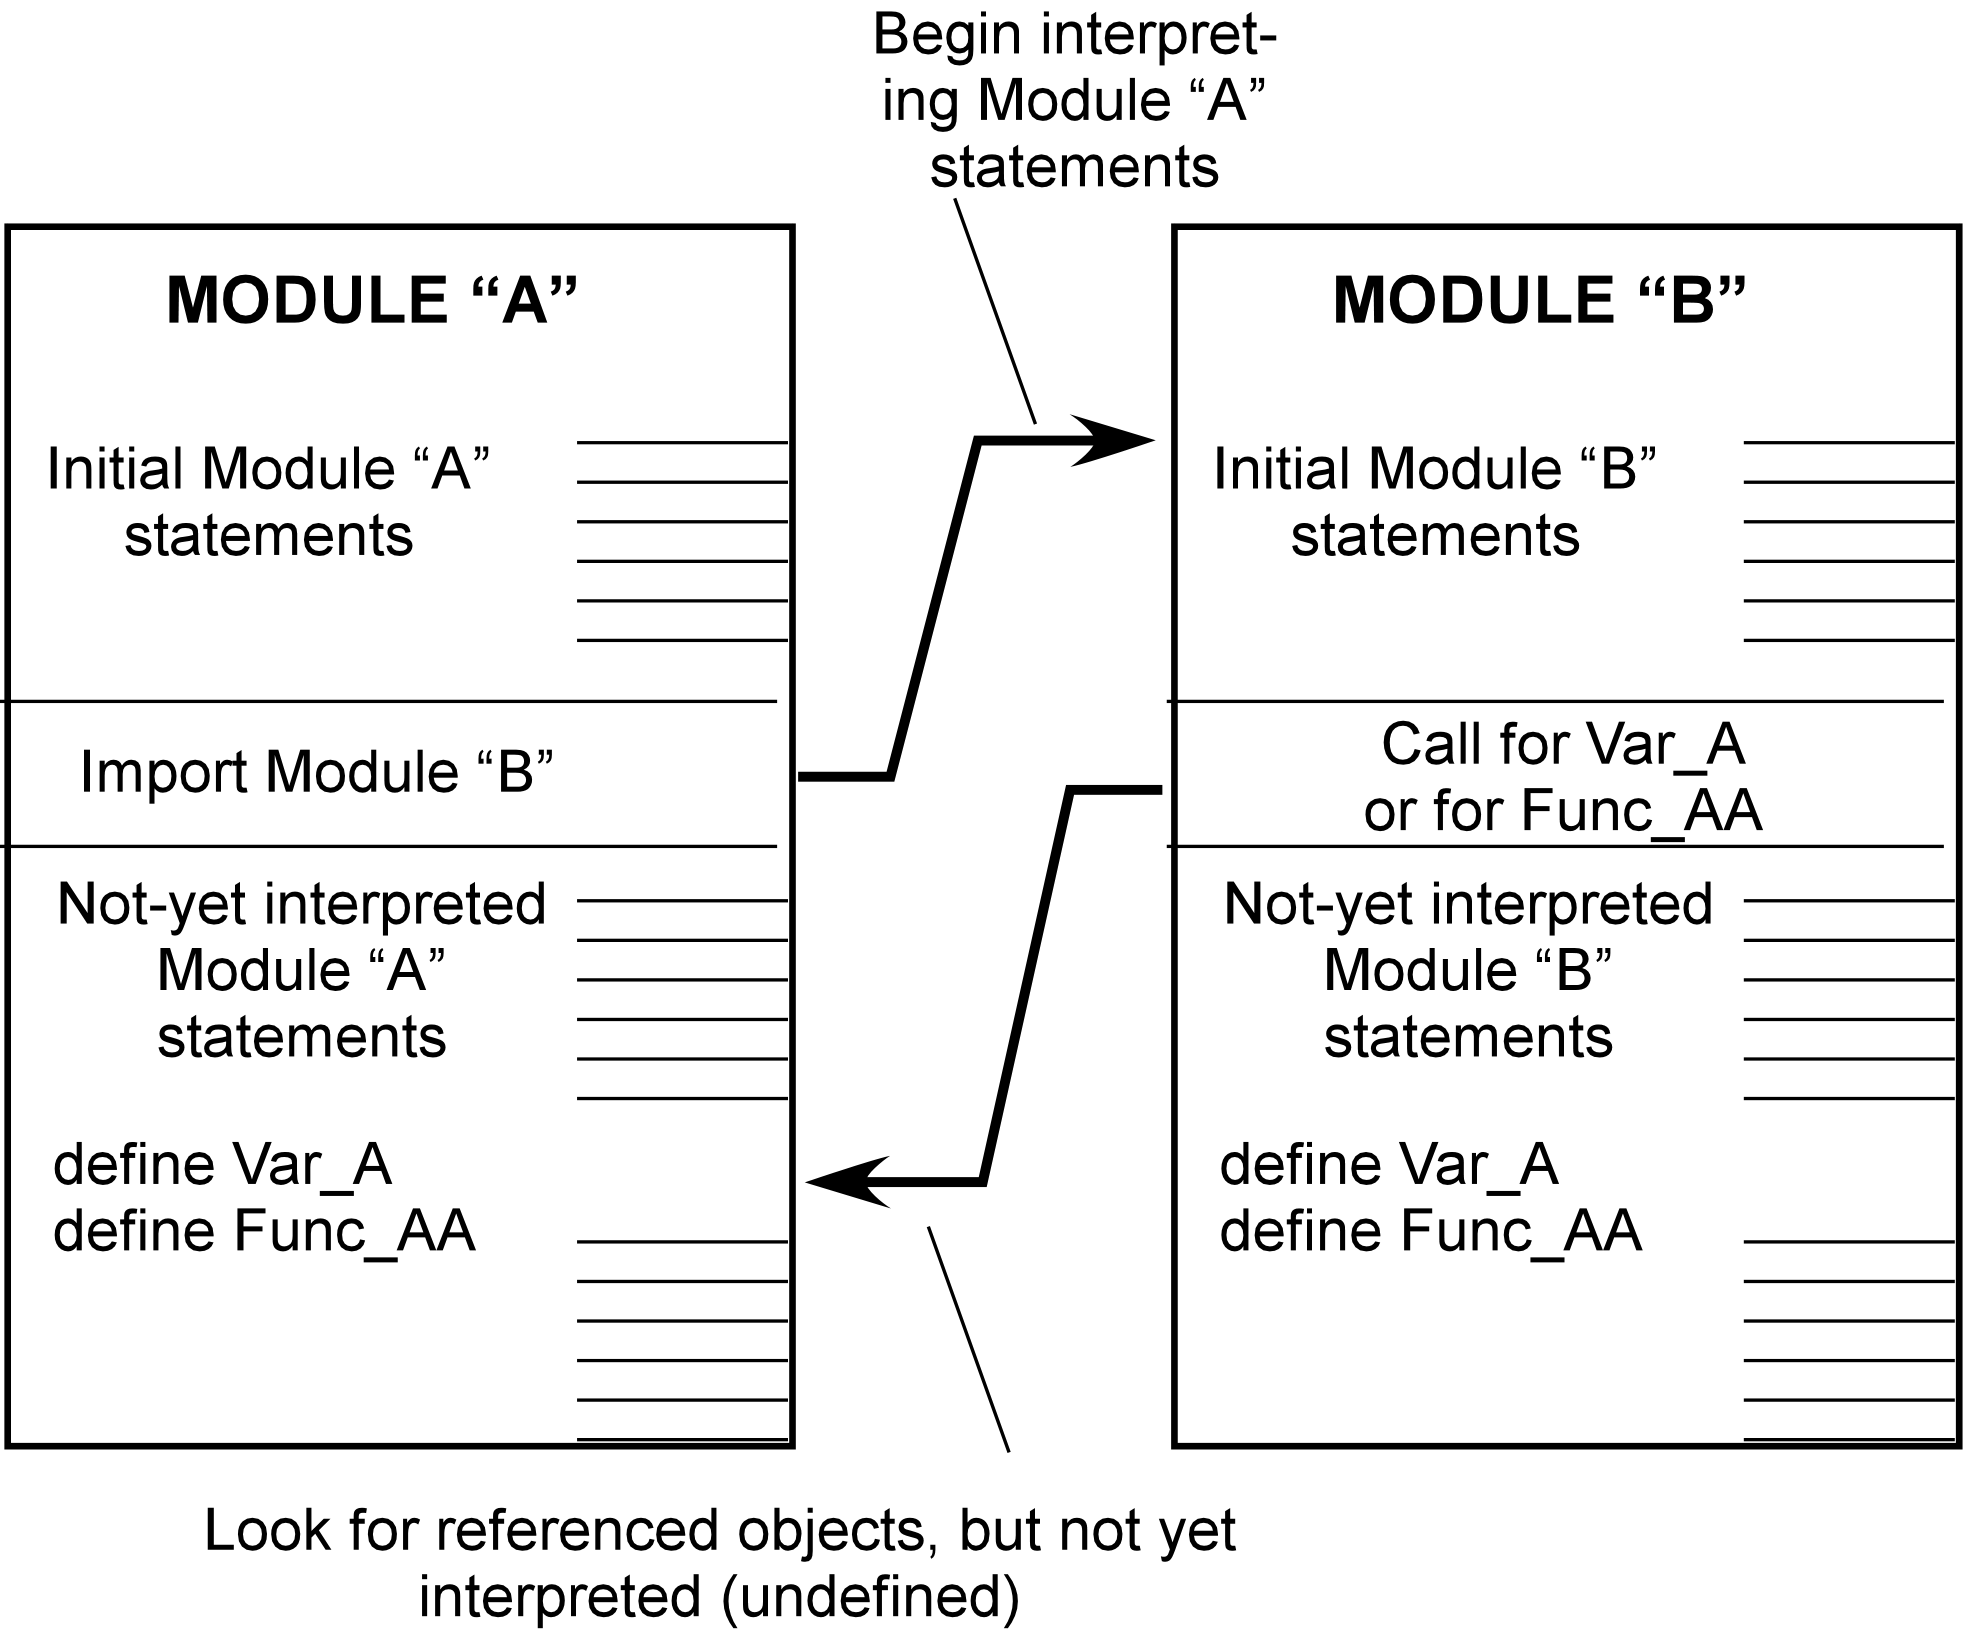 Begin interpret-
ing Module “A”
statements
MODULE “A”
Initial Module “A”
statements
Import Module “B”
Not-yet interpreted
Module “A”
statements
define Var_A
define Func_AA
MODULE “B”
Initial Module “B”
statements
Call for Var_A
or for Func_AA
Not-yet interpreted
Module “B”
statements
define Var_A
define Func_AA
Look for referenced objects, but not yet
interpreted (undefined)